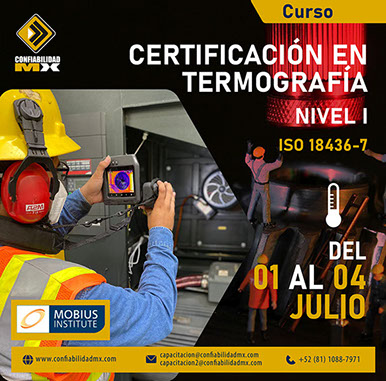 Curso
CONFIABILIDAD
MX
CERTIFICACIÓN EN
TERMOGRAFÍA
NIVEL I
ISO 18436-7
DEL
01 AL 04
JULIO
MOBIUS
INSTITUTE
www.confiabilidadmx.com
capacitacion@confiabilidadmx.com
capacitacion2@confiabilidadmx.com
+52 (81) 1088-7971